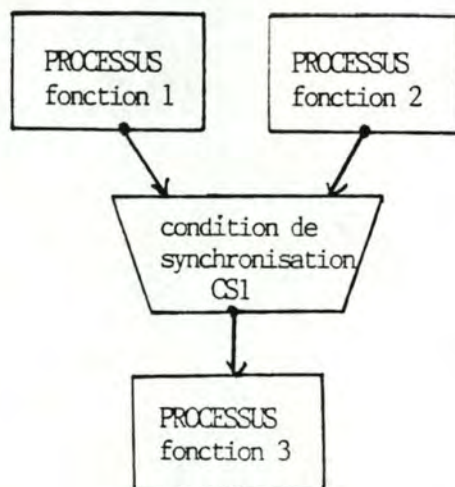 PROCESSUS
fonction 1
PROCESSUS
fonction 2
condition de
synchronisation
CS1
PROCESSUS
fonction 3